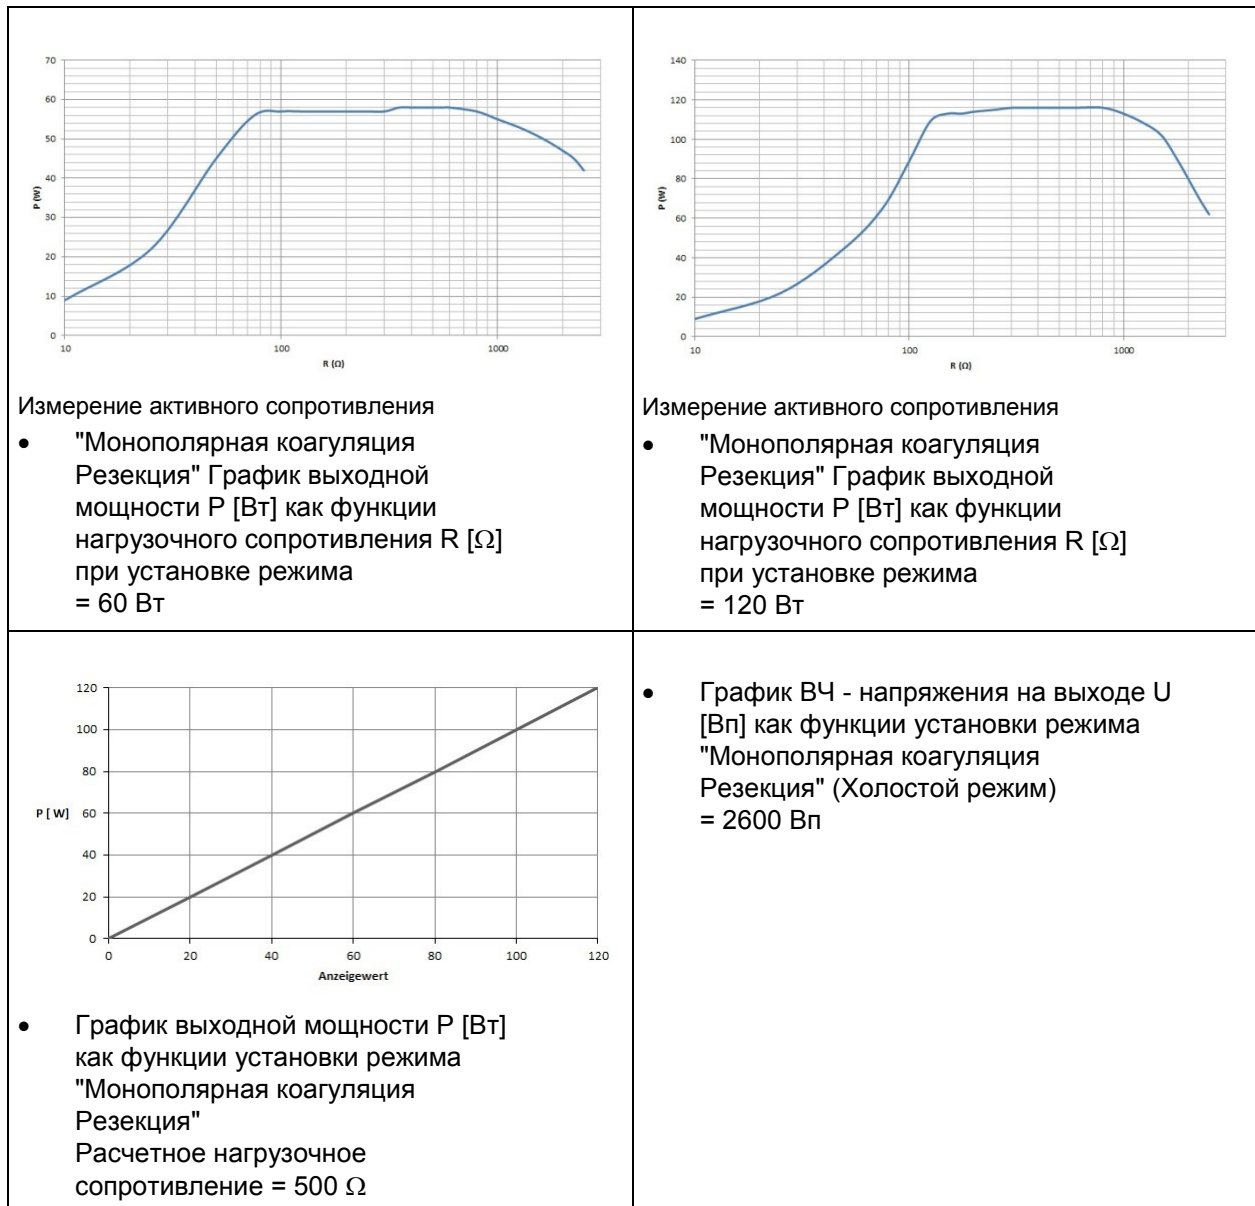 70
60
50
40
30
20
10
0
P (W)
10
100
1000
R (Ω)
Измерение активного сопротивления
• "Монополярная коагуляция
Резекция" График выходной
мощности P [Вт] как функции
нагрузочного сопротивления R [Ω]
при установке режима
= 60 Вт
140
120
100
80
60
40
20
0
P (W)
10
100
1000
R (Ω)
Измерение активного сопротивления
• "Монополярная коагуляция
Резекция" График выходной
мощности P [Вт] как функции
нагрузочного сопротивления R [Ω]
при установке режима
= 120 Вт
120
100
80
P [ W] 60
40
20
0
0 20 40 60 80 100 120
Anzeigewert
• График выходной мощности P [Вт]
как функции установки режима
"Монополярная коагуляция
Резекция"
Расчетное нагрузочное
сопротивление = 500 Ω
• График ВЧ - напряжения на выходе U
[Вп] как функции установки режима
"Монополярная коагуляция
Резекция" (Холостой режим)
= 2600 Вп